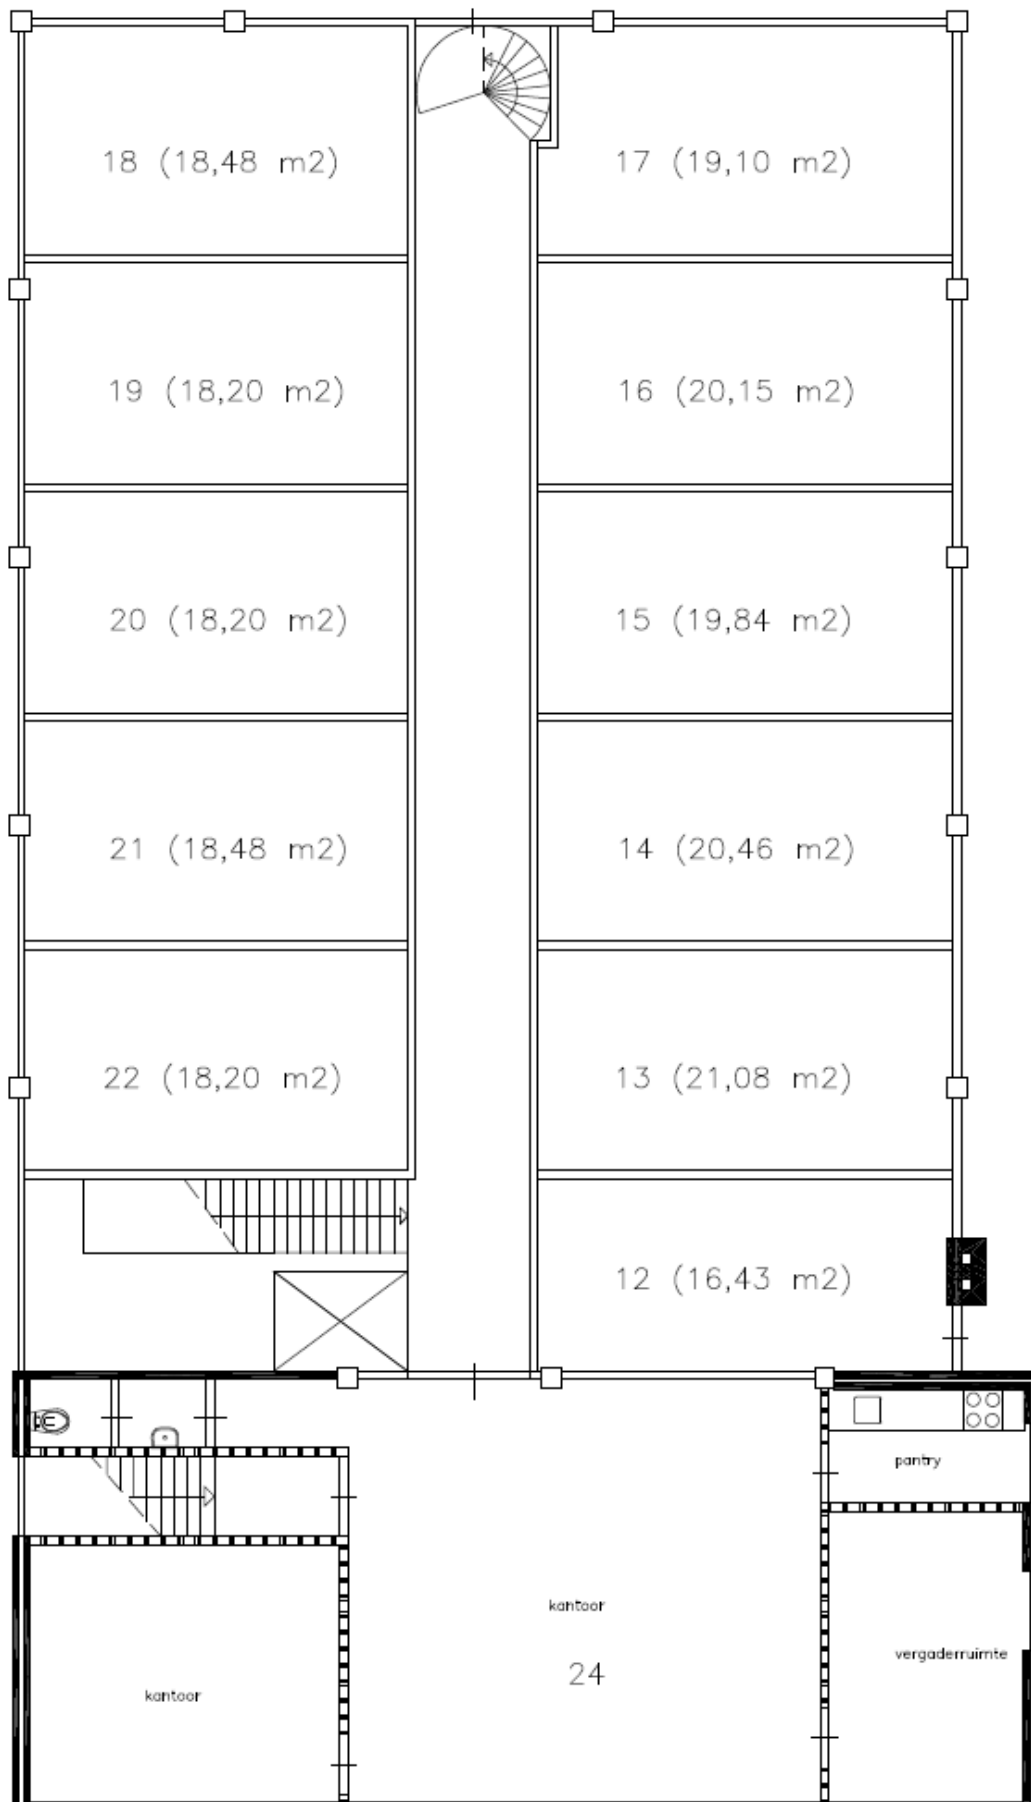 18 (18,48 m2)
17 (19,10 m2)
19 (18,20 m2)
16 (20,15 m2)
20 (18,20 m2)
15 (19,84 m2)
21 (18,48 m2)
14 (20,46 m2)
22 (18,20 m2)
13 (21,08 m2)
12 (16,43 m2)
pantry
kantoor
24
vergaderruimte
kantoor